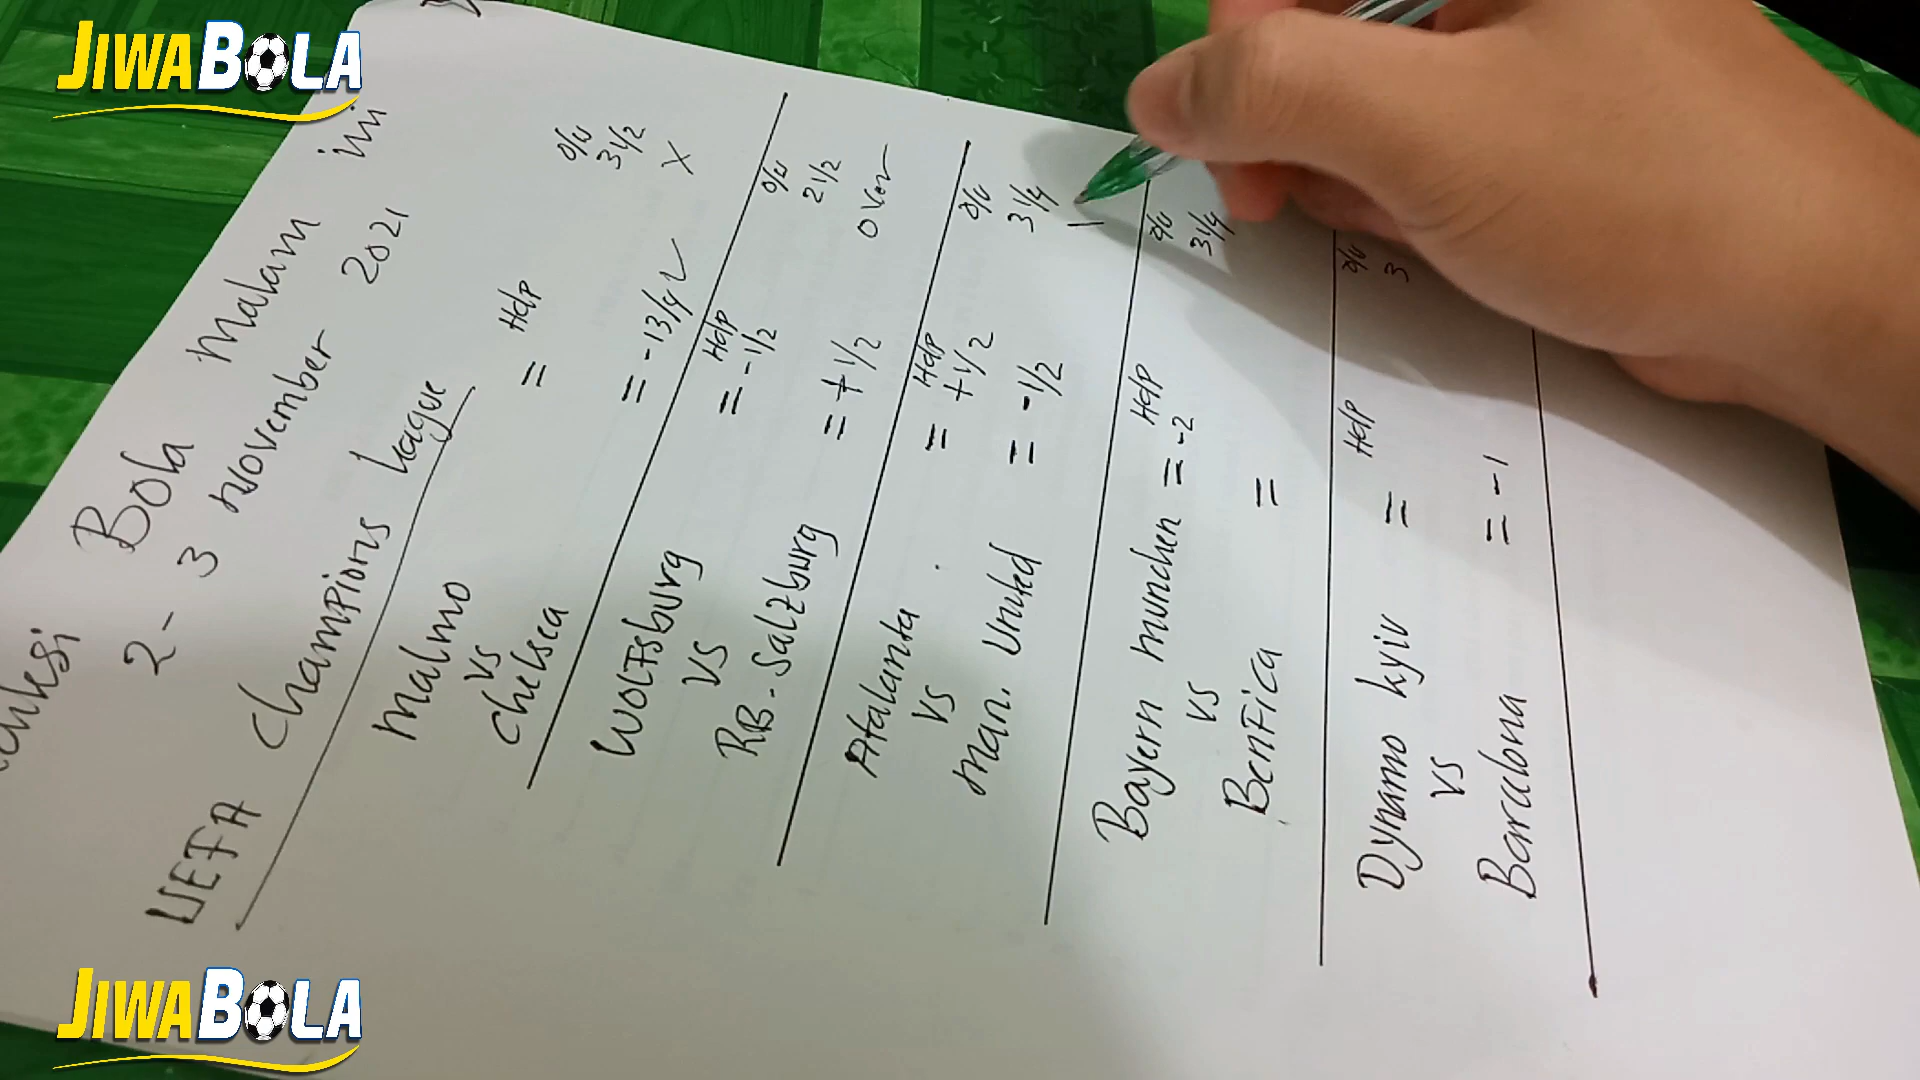 JIWABOLA
Bola Malam ini
2 - 3 November 2021
UEFA Champions League
Malmo = Hdp O/U
vs 3 1/2
Chelsea = -1 3/4 ✓ X
Hdp O/U
Wolfsburg = -1/2 2 1/2
vs
RB-Salzburg = +1/2 Over
Hdp O/U
Atalanta = +1/2 3 1/4
vs
Man. United = -1/2
Hdp O/U
Bayern Munchen = -2 3 1/4
vs
Benfica =
Hdp O/U
Dynamo Kyiv = 3
vs
Barcalona = -1
JIWABOLA